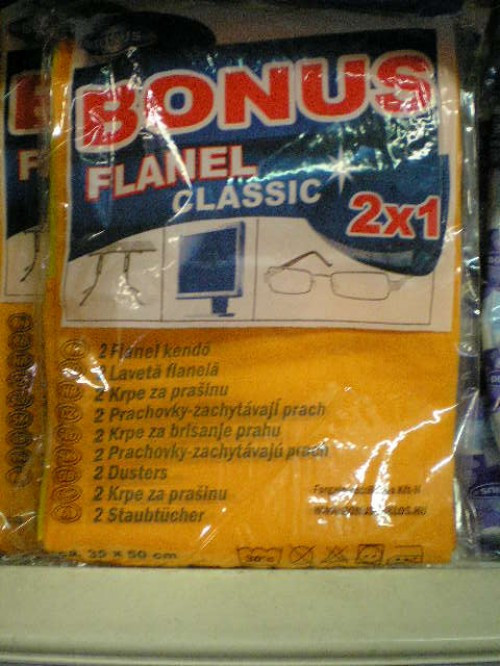 BONUS
FLANEL
CLASSIC
2x1
2 Flanel kendő
2 Lavetă flanelă
2 Krpe za prašinu
2 Prachovky-zachytávají prach
2 Krpe za brisanje prahu
2 Prachovky-zachytávajú prach
2 Dusters
2 Krpe za prašinu
2 Staubtücher
ca. 35 x 50 cm